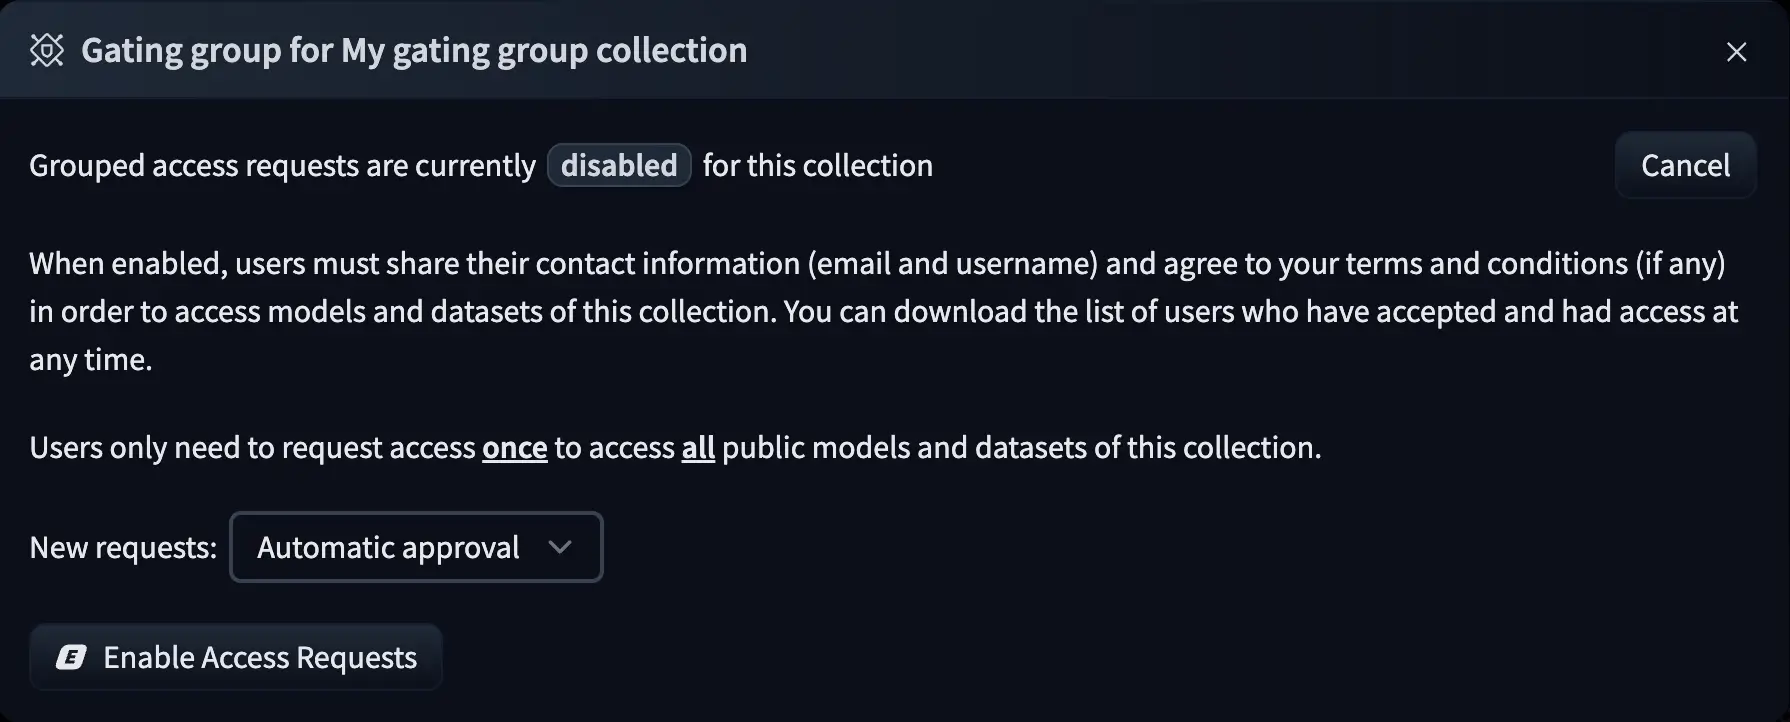 Gating group for My gating group collection
Grouped access requests are currently disabled for this collection
Cancel
When enabled, users must share their contact information (email and username) and agree to your terms and conditions (if any)
in order to access models and datasets of this collection. You can download the list of users who have accepted and had access at
any time.
Users only need to request access once to access all public models and datasets of this collection.
New requests: Automatic approval
E Enable Access Requests